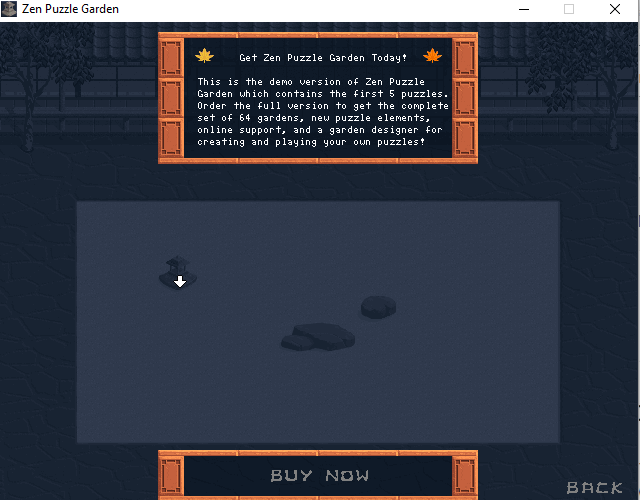 Zen Puzzle Garden
Get Zen Puzzle Garden Today!
This is the demo version of Zen Puzzle
Garden which contains the first 5 puzzles.
Order the full version to get the complete
set of 64 gardens, new puzzle elements,
online support, and a garden designer for
creating and playing your own puzzles!
BUY NOW
BACK